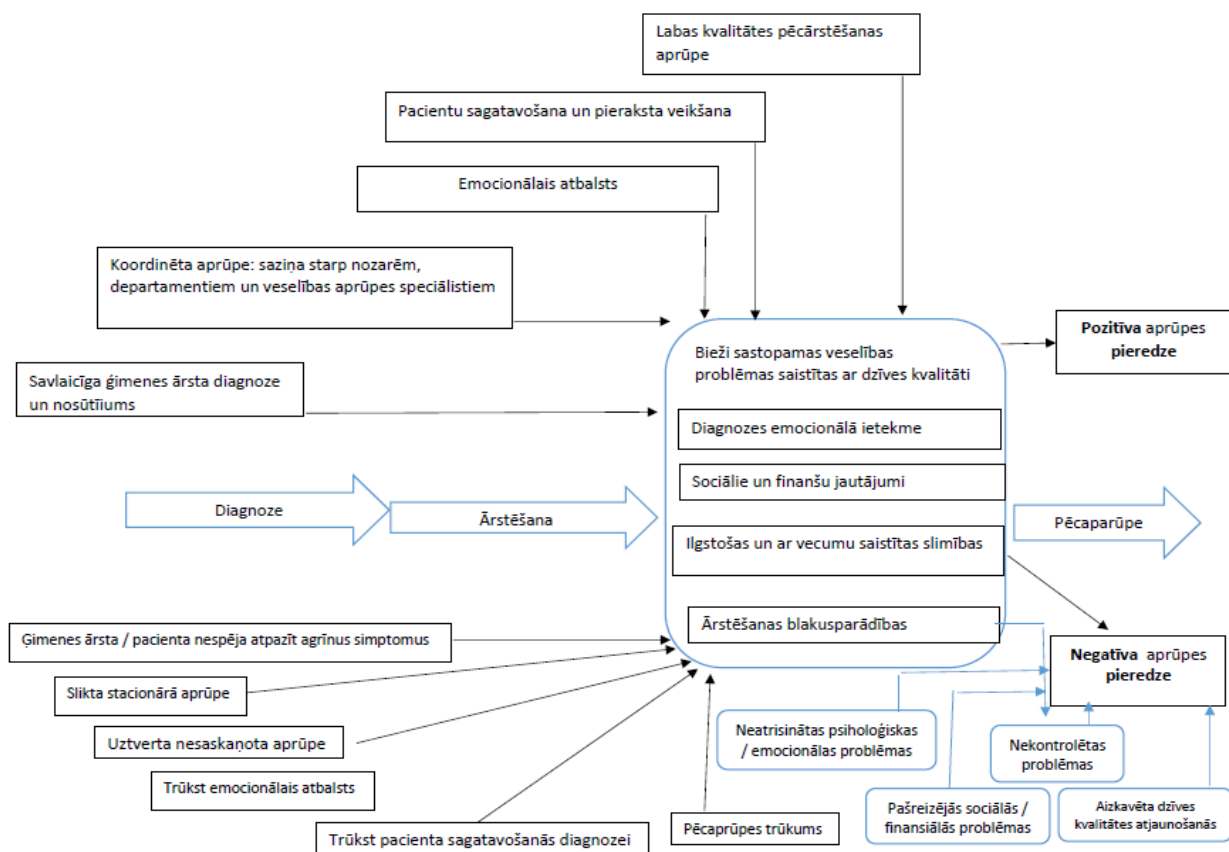 Labas kvalitātes pēcārstēšanas
aprūpe
Pacientu sagatavošana un pieraksta veikšana
Emocionālais atbalsts
Koordinēta aprūpe: saziņa starp nozarēm,
departamentiem un veselības aprūpes speciālistiem
Savlaicīga ģimenes ārsta diagnoze
un nosūtīiums
Bieži sastopamas veselības
problēmas saistītas ar dzīves kvalitāti
Pozitīva aprūpes
pieredze
Diagnozes emocionālā ietekme
Sociālie un finanšu jautājumi
Diagnoze
Ārstēšana
Pēcaparūpe
Ilgstošas un ar vecumu saistītas slimības
Ārstēšanas blakusparādības
Ģimenes ārsta / pacienta nespēja atpazīt agrīnus simptomus
Slikta stacionārā aprūpe
Uztverta nesaskaņota aprūpe
Trūkst emocionālais atbalsts
Trūkst pacienta sagatavošanās diagnozei
Pēcaprūpes trūkums
Negatīva aprūpes
pieredze
Neatrisinātas psiholoģiskas
/ emocionālas problēmas
Nekontrolētas
problēmas
Pašreizējās sociālās /
finansiālās problēmas
Aizkavēta dzīves
kvalitātes atjaunošanās